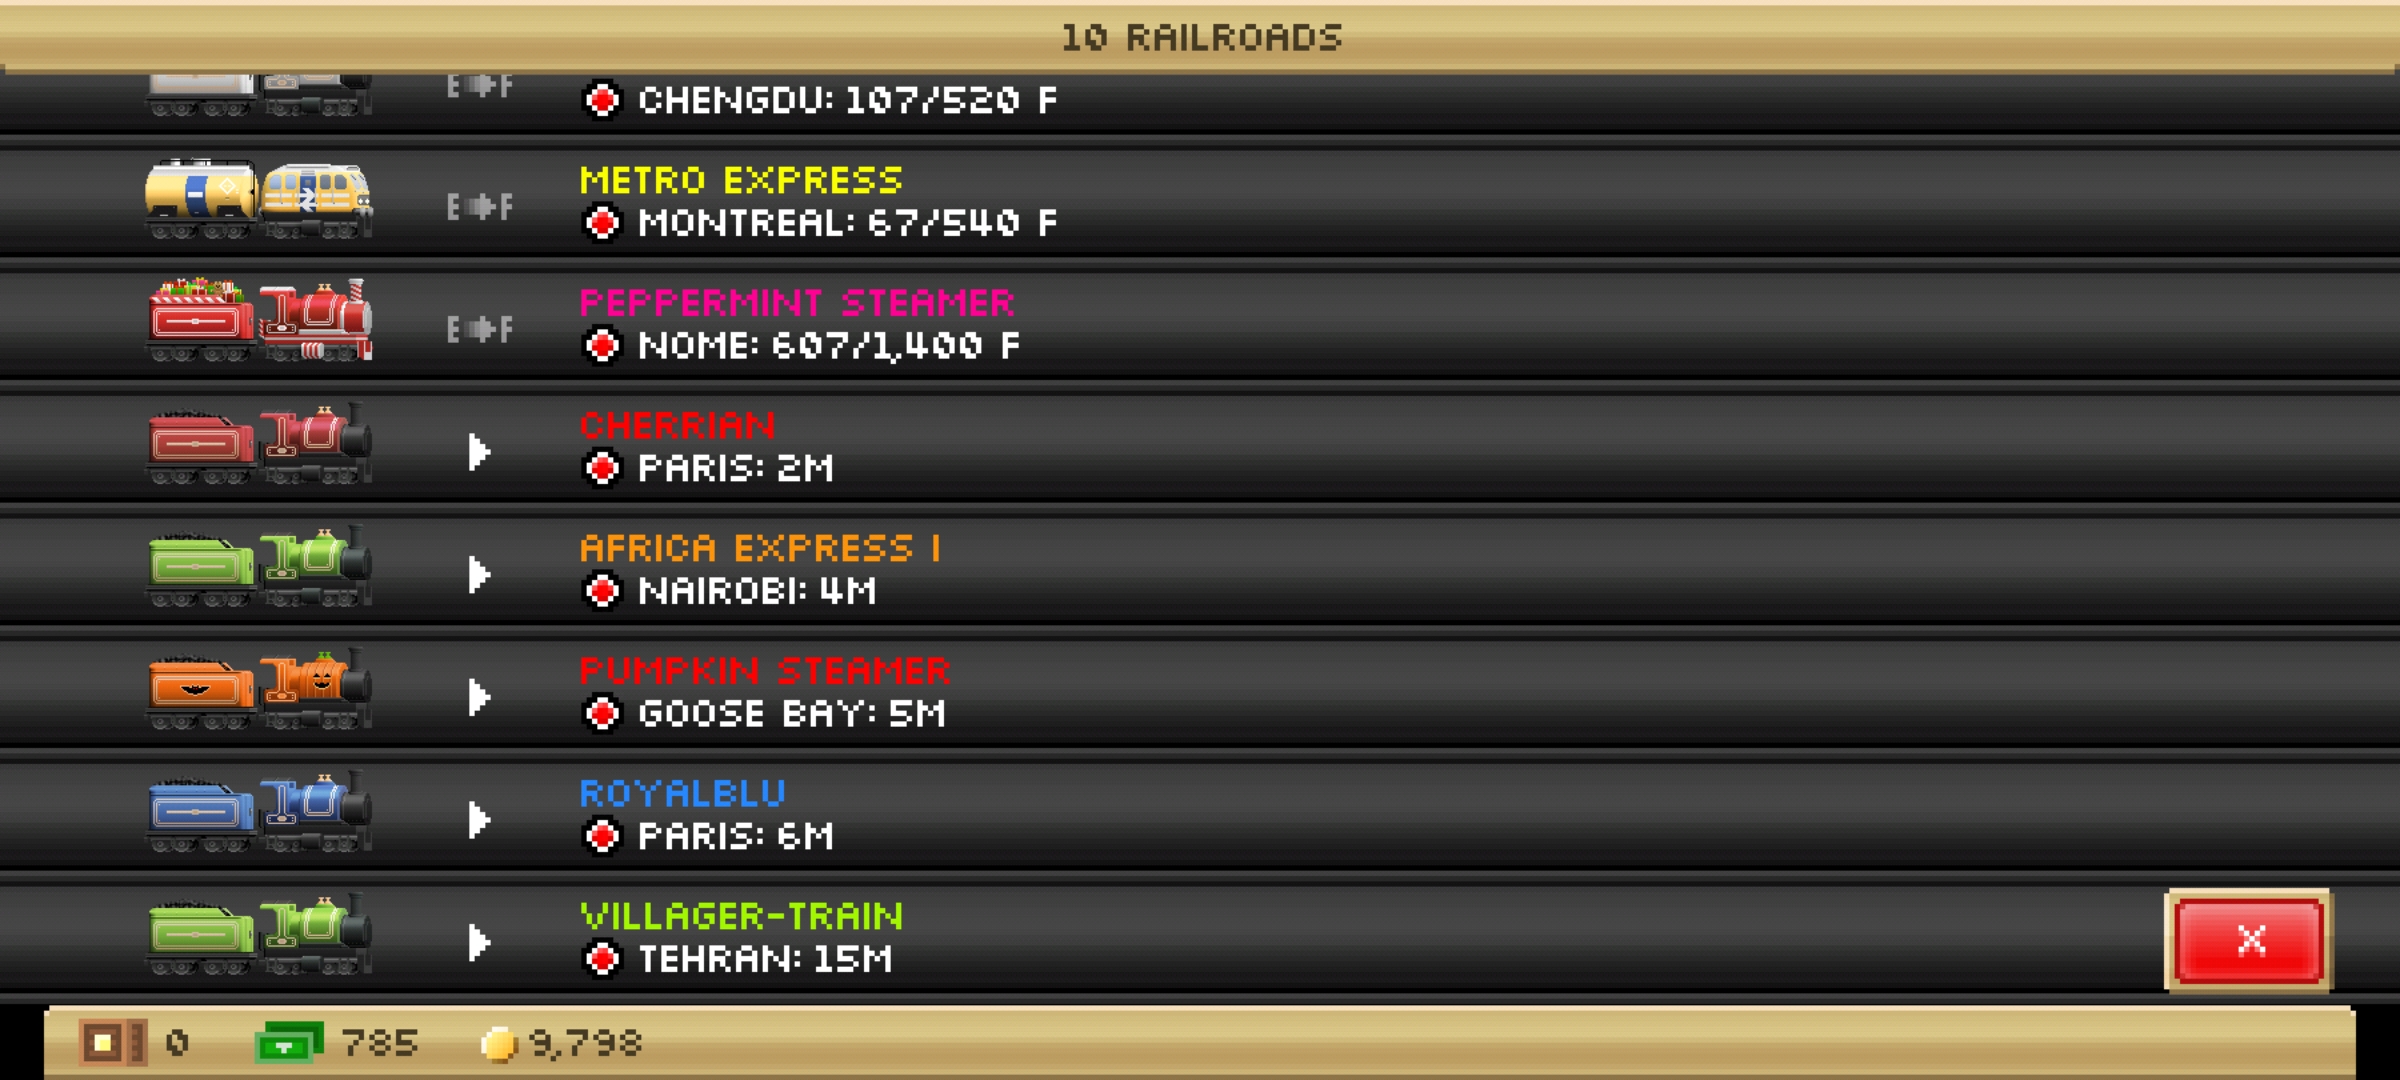 10 RAILROADS
E F
CHENGDU: 107/520 F
METRO EXPRESS
E F
MONTREAL: 67/540 F
PEPPERMINT STEAMER
E F
NOME: 607/1,400 F
CHERRIAN
PARIS: 2M
AFRICA EXPRESS I
NAIROBI: 4M
PUMPKIN STEAMER
GOOSE BAY: 5M
ROYALBLU
PARIS: 6M
VILLAGER-TRAIN
TEHRAN: 15M
X
0 785 9,798